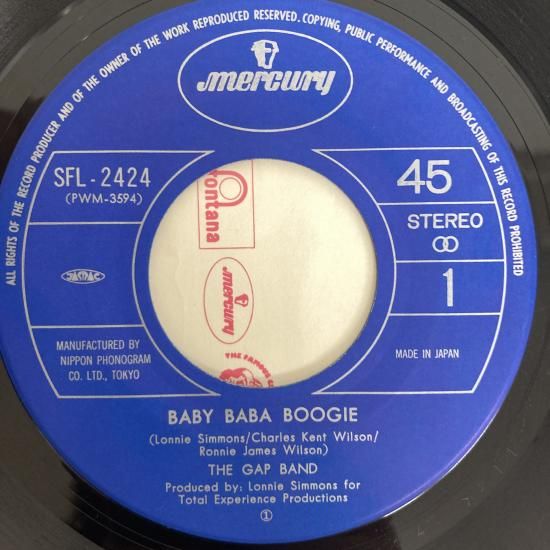 ALL RIGHTS OF THE RECORD PRODUCER AND OF THE OWNER OF THE WORK REPRODUCED RESERVED. COPYING, PUBLIC PERFORMANCE AND BROADCASTING OF THIS RECORD PROHIBITED
mercury
SFL-2424
(PWM-3594)
45
STEREO
1
JASRAC
MANUFACTURED BY
NIPPON PHONOGRAM
CO. LTD., TOKYO
MADE IN JAPAN
fontana
mercury
THE FAMOUS
BABY BABA BOOGIE
(Lonnie Simmons/Charles Kent Wilson/
Ronnie James Wilson)
THE GAP BAND
Produced by: Lonnie Simmons for
Total Experience Productions
①